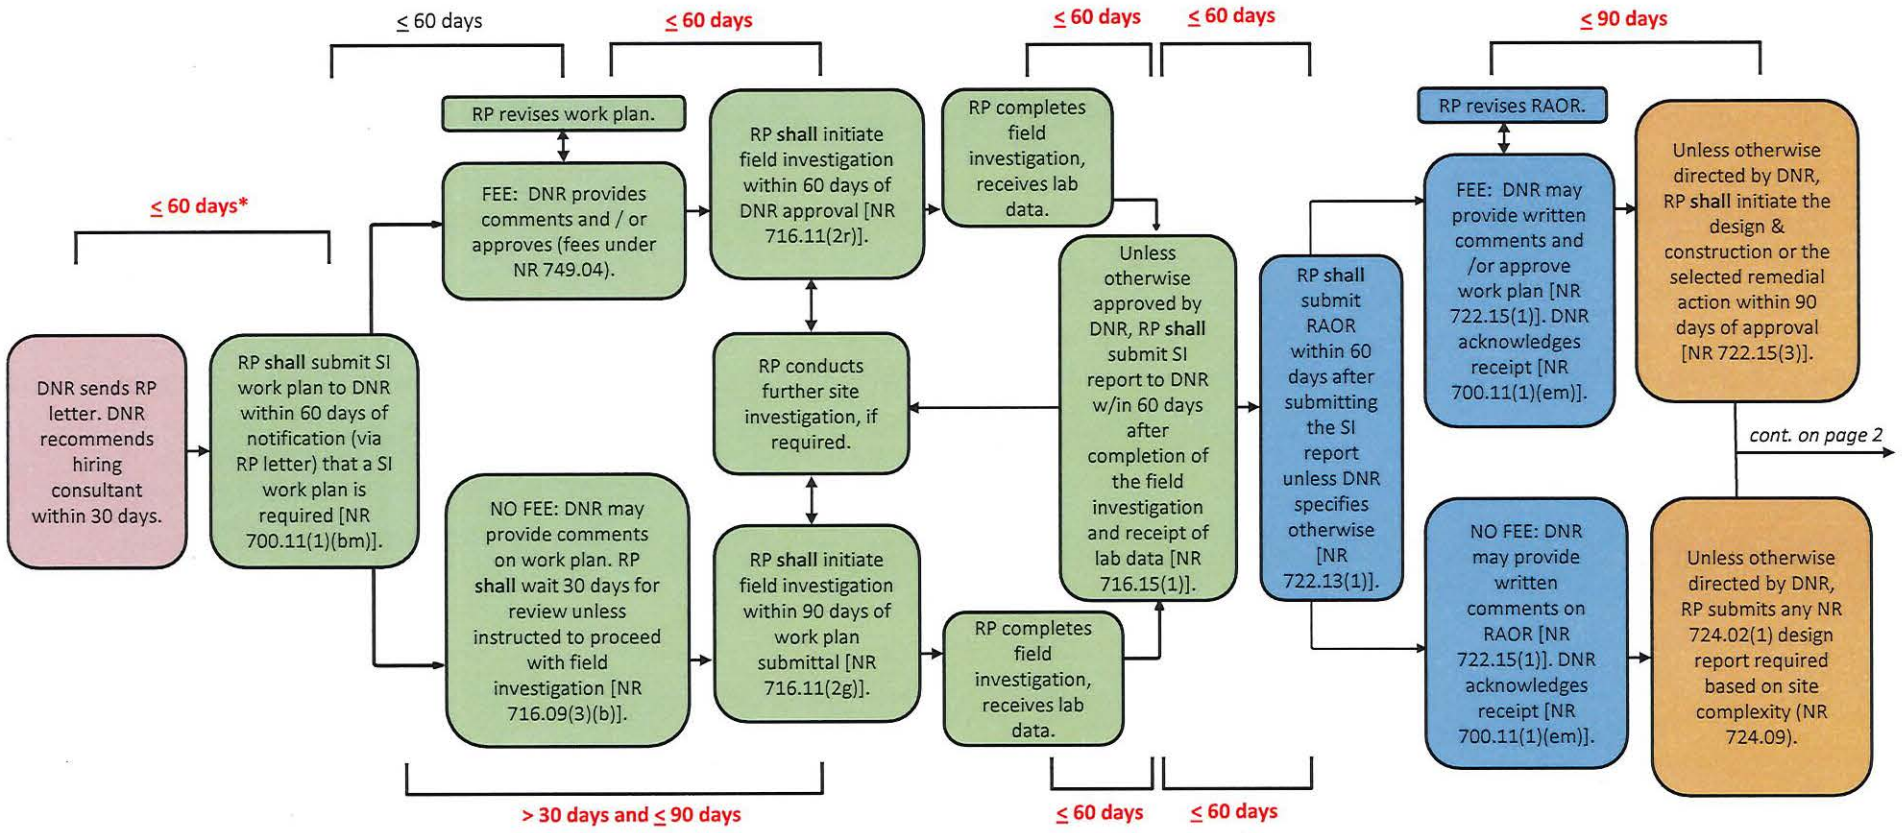 ≤ 60 days
≤ 60 days
≤ 60 days
≤ 60 days
≤ 90 days
≤ 60 days*
DNR sends RP
letter. DNR
recommends
hiring
consultant
within 30 days.
RP shall submit SI
work plan to DNR
within 60 days of
notification (via
RP letter) that a SI
work plan is
required [NR
700.11(1)(bm)].
RP revises work plan.
FEE: DNR provides
comments and / or
approves (fees under
NR 749.04).
NO FEE: DNR may
provide comments
on work plan. RP
shall wait 30 days for
review unless
instructed to proceed
with field
investigation [NR
716.09(3)(b)].
RP shall initiate
field investigation
within 60 days of
DNR approval [NR
716.11(2r)].
RP conducts
further site
investigation, if
required.
RP shall initiate
field investigation
within 90 days of
work plan
submittal [NR
716.11(2g)].
RP completes
field
investigation,
receives lab
data.
RP completes
field
investigation,
receives lab
data.
Unless
otherwise
approved by
DNR, RP shall
submit SI
report to DNR
w/in 60 days
after
completion of
the field
investigation
and receipt of
lab data [NR
716.15(1)].
RP shall
submit
RAOR
within 60
days after
submitting
the SI
report
unless DNR
specifies
otherwise
[NR
722.13(1)].
RP revises RAOR.
FEE: DNR may
provide written
comments and
/or approve
work plan [NR
722.15(1)]. DNR
acknowledges
receipt [NR
700.11(1)(em)].
NO FEE: DNR
may provide
written
comments on
RAOR [NR
722.15(1)]. DNR
acknowledges
receipt [NR
700.11(1)(em)].
Unless otherwise
directed by DNR,
RP shall initiate the
design &
construction or the
selected remedial
action within 90
days of approval
[NR 722.15(3)].
cont. on page 2
Unless otherwise
directed by DNR,
RP submits any NR
724.02(1) design
report required
based on site
complexity (NR
724.09).
> 30 days and ≤ 90 days
≤ 60 days
≤ 60 days